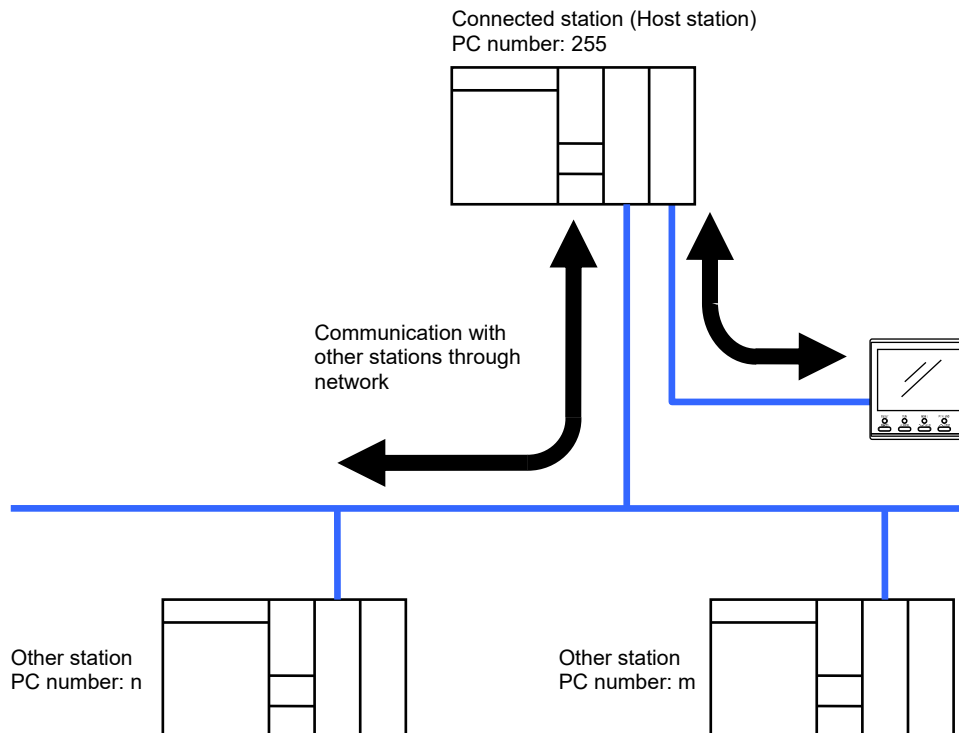 Connected station (Host station)
PC number: 255
Communication with
other stations through
network
Other station
PC number: n
Other station
PC number: m